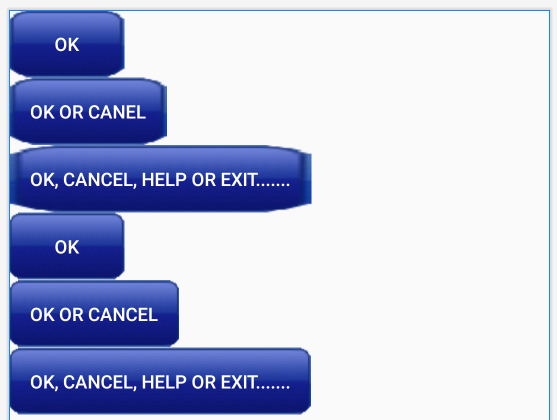 OK
OK OR CANEL
OK, CANCEL, HELP OR EXIT.......
OK
OK OR CANCEL
OK, CANCEL, HELP OR EXIT.......